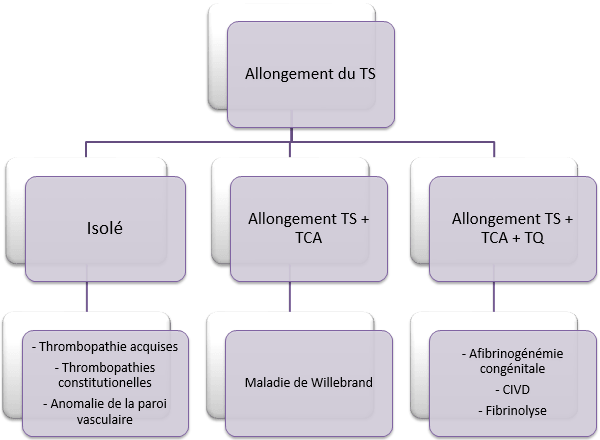 Allongement du TS
Isolé
Allongement TS +
TCA
Allongement TS +
TCA + TQ
- Thrombopathie acquises
- Thrombopathies
constitutionelles
- Anomalie de la paroi
vasculaire
Maladie de Willebrand
- Afibrinogénémie
congénitale
- CIVD
- Fibrinolyse